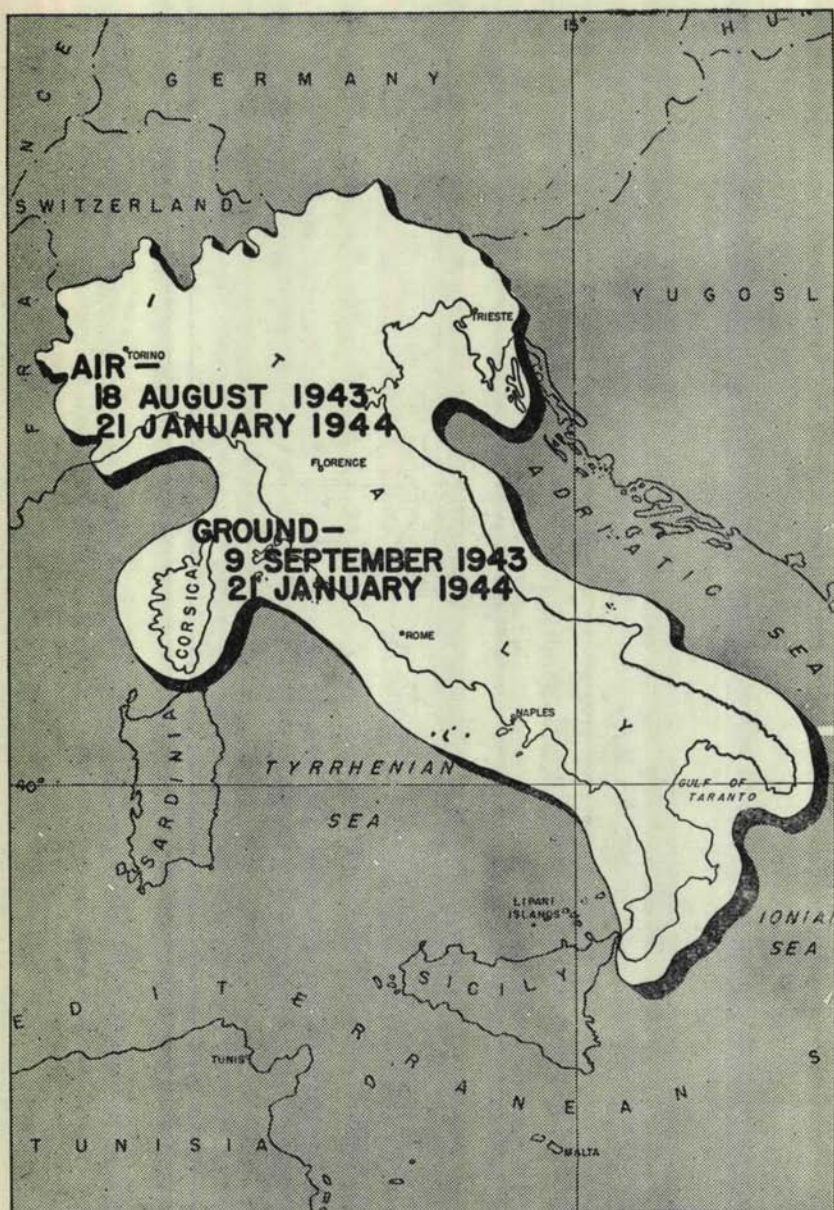 15°
H U
FRANCE
GERMANY
SWITZERLAND
YUGOSL
ITALY
TRIESTE
TORINO
AIR—
18 AUGUST 1943
21 JANUARY 1944
FLORENCE
ADRIATIC SEA
GROUND—
9 SEPTEMBER 1943
21 JANUARY 1944
CORSICA
ROME
NAPLES
SARDINIA
TYRRHENIAN
SEA
40°
GULF OF
TARANTO
LIPARI
ISLANDS
IONIAN
SEA
SICILY
EDITERRANEAN S
TUNIS
TUNISIA
MALTA